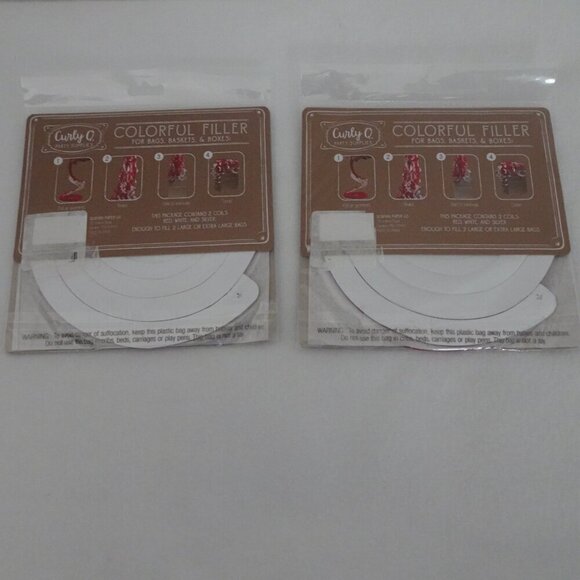 Curly Q
PARTY SUPPLIES
COLORFUL FILLER
FOR BAGS, BASKETS, & BOXES!
1 2 3 4
THIS PACKAGE CONTAINS 2 COILS:
RED, WHITE, AND SILVER.
ENOUGH TO FILL 2 LARGE OR EXTRA LARGE BAGS
WARNING: To avoid danger of suffocation, keep this plastic bag away from babies and children.
Do not use this bag in cribs, beds, carriages or play pens. This bag is not a toy.
Curly Q
PARTY SUPPLIES
COLORFUL FILLER
FOR BAGS, BASKETS, & BOXES!
1 2 3 4
THIS PACKAGE CONTAINS 2 COILS:
RED, WHITE, AND SILVER.
ENOUGH TO FILL 2 LARGE OR EXTRA LARGE BAGS
WARNING: To avoid danger of suffocation, keep this plastic bag away from babies and children.
Do not use this bag in cribs, beds, carriages or play pens. This bag is not a toy.